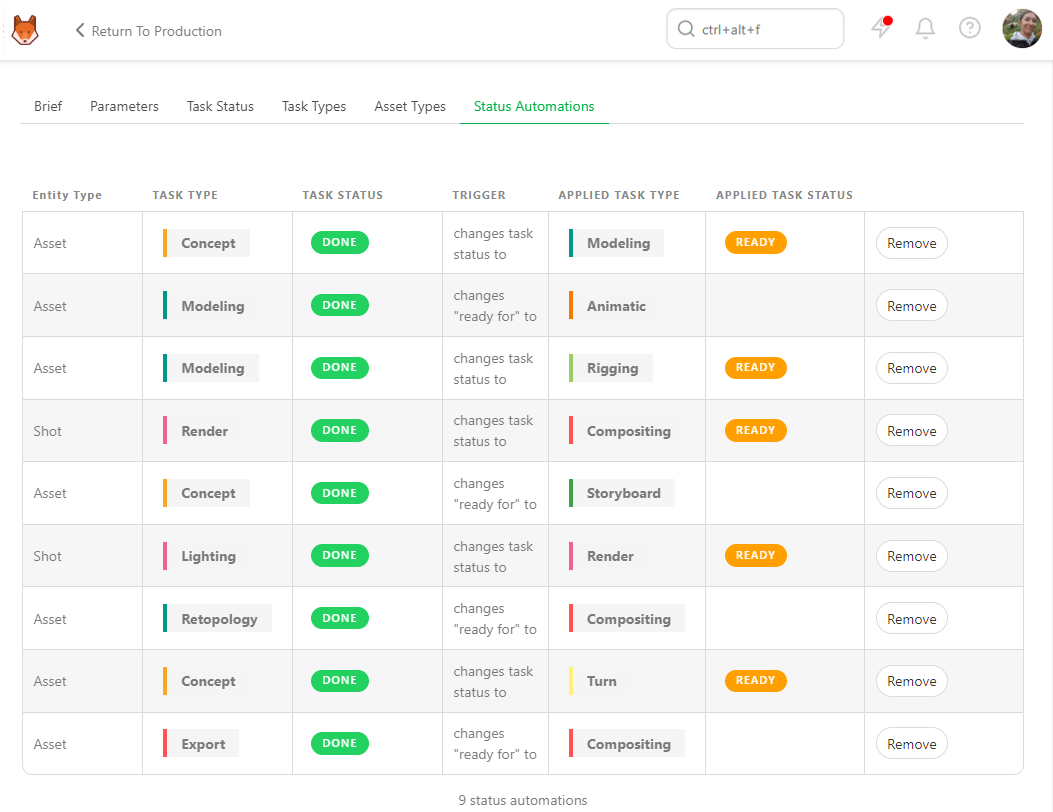 Return To Production
ctrl+alt+f
Brief Parameters Task Status Task Types Asset Types Status Automations
Entity Type TASK TYPE TASK STATUS TRIGGER APPLIED TASK TYPE APPLIED TASK STATUS
Asset Concept DONE changes task status to Modeling READY Remove
Asset Modeling DONE changes "ready for" to Animatic Remove
Asset Modeling DONE changes task status to Rigging READY Remove
Shot Render DONE changes task status to Compositing READY Remove
Asset Concept DONE changes "ready for" to Storyboard Remove
Shot Lighting DONE changes task status to Render READY Remove
Asset Retopology DONE changes "ready for" to Compositing Remove
Asset Concept DONE changes task status to Turn READY Remove
Asset Export DONE changes "ready for" to Compositing Remove
9 status automations